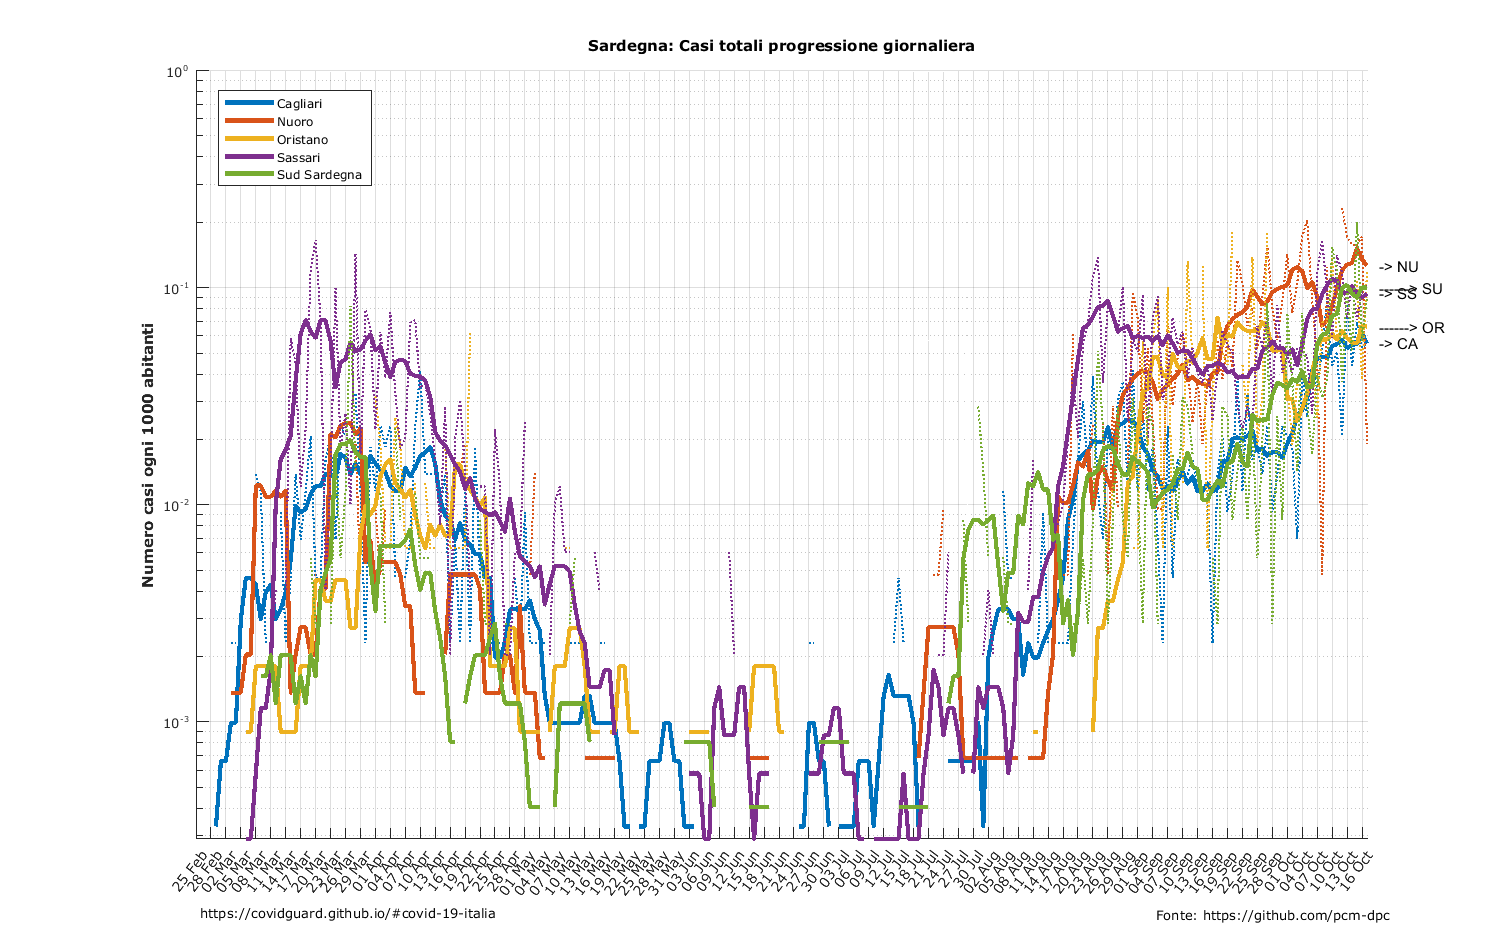 Sardegna: Casi totali progressione giornaliera
10⁰
10⁻¹
10⁻²
10⁻³
Numero casi ogni 1000 abitanti
Cagliari
Nuoro
Oristano
Sassari
Sud Sardegna
-> NU
------> SU
-> SS
------> OR
-> CA
25 Feb
28 Feb
02 Mar
05 Mar
08 Mar
11 Mar
14 Mar
17 Mar
20 Mar
23 Mar
26 Mar
29 Mar
01 Apr
04 Apr
07 Apr
10 Apr
13 Apr
16 Apr
19 Apr
22 Apr
25 Apr
28 Apr
01 May
04 May
07 May
10 May
13 May
16 May
19 May
22 May
25 May
28 May
31 May
03 Jun
06 Jun
09 Jun
12 Jun
15 Jun
18 Jun
21 Jun
24 Jun
27 Jun
30 Jun
03 Jul
06 Jul
09 Jul
12 Jul
15 Jul
18 Jul
21 Jul
24 Jul
27 Jul
30 Jul
02 Aug
05 Aug
08 Aug
11 Aug
14 Aug
17 Aug
20 Aug
23 Aug
26 Aug
29 Aug
01 Sep
04 Sep
07 Sep
10 Sep
13 Sep
16 Sep
19 Sep
22 Sep
25 Sep
28 Sep
01 Oct
04 Oct
07 Oct
10 Oct
13 Oct
16 Oct
https://covidguard.github.io/#covid-19-italia
Fonte: https://github.com/pcm-dpc